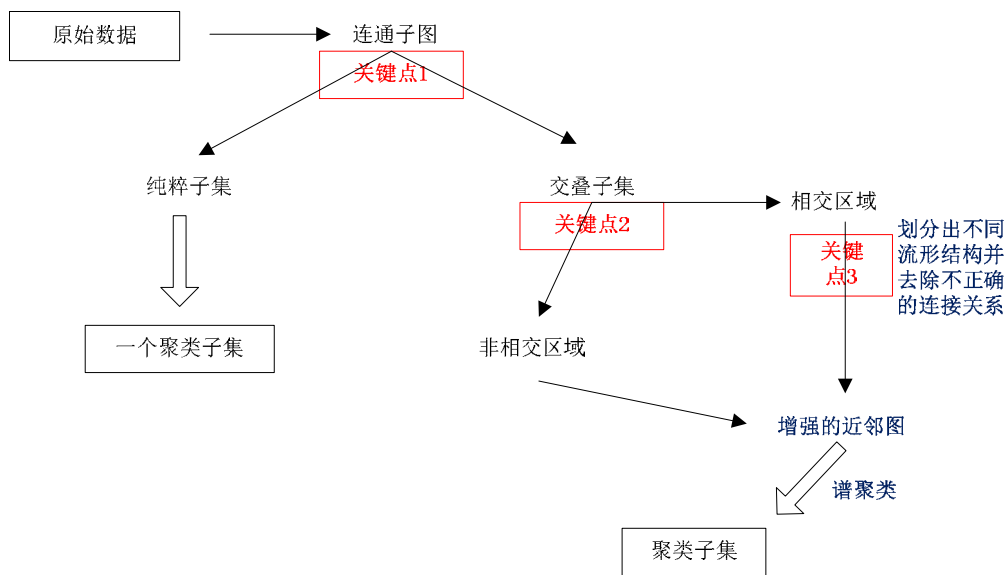 原始数据
连通子图
关键点1
纯粹子集
交叠子集
相交区域
关键点2
划分出不同
流形结构并
去除不正确
的连接关系
关键
点3
一个聚类子集
非相交区域
增强的近邻图
谱聚类
聚类子集